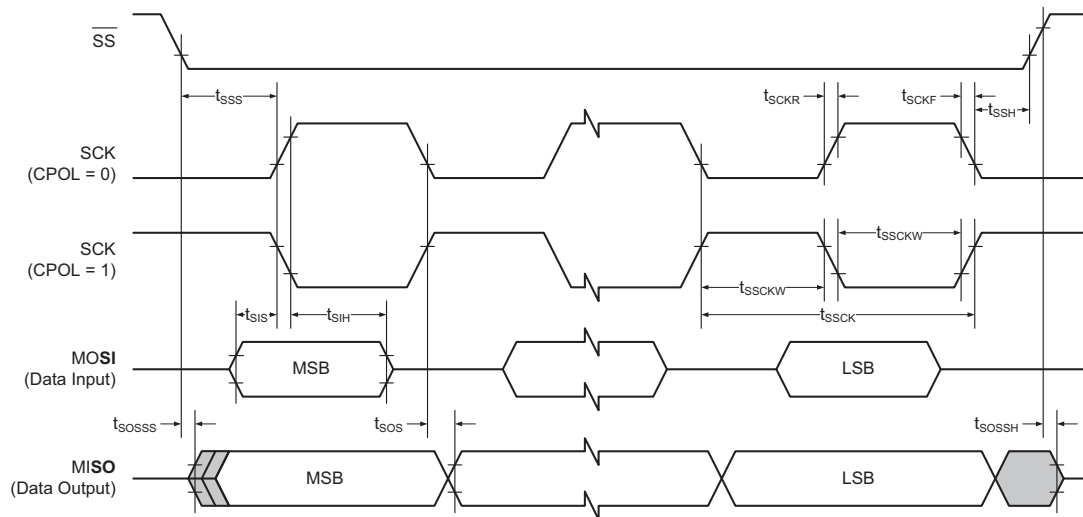 SS
tSSS
tSCKR
tSCKF
tSSH
SCK
(CPOL = 0)
SCK
(CPOL = 1)
tSSCKW
tSSCKW
tSSCK
tSIS
tSIH
MOSI
(Data Input)
MSB
LSB
tSOSSS
tSOS
tSOSSH
MISO
(Data Output)
MSB
LSB